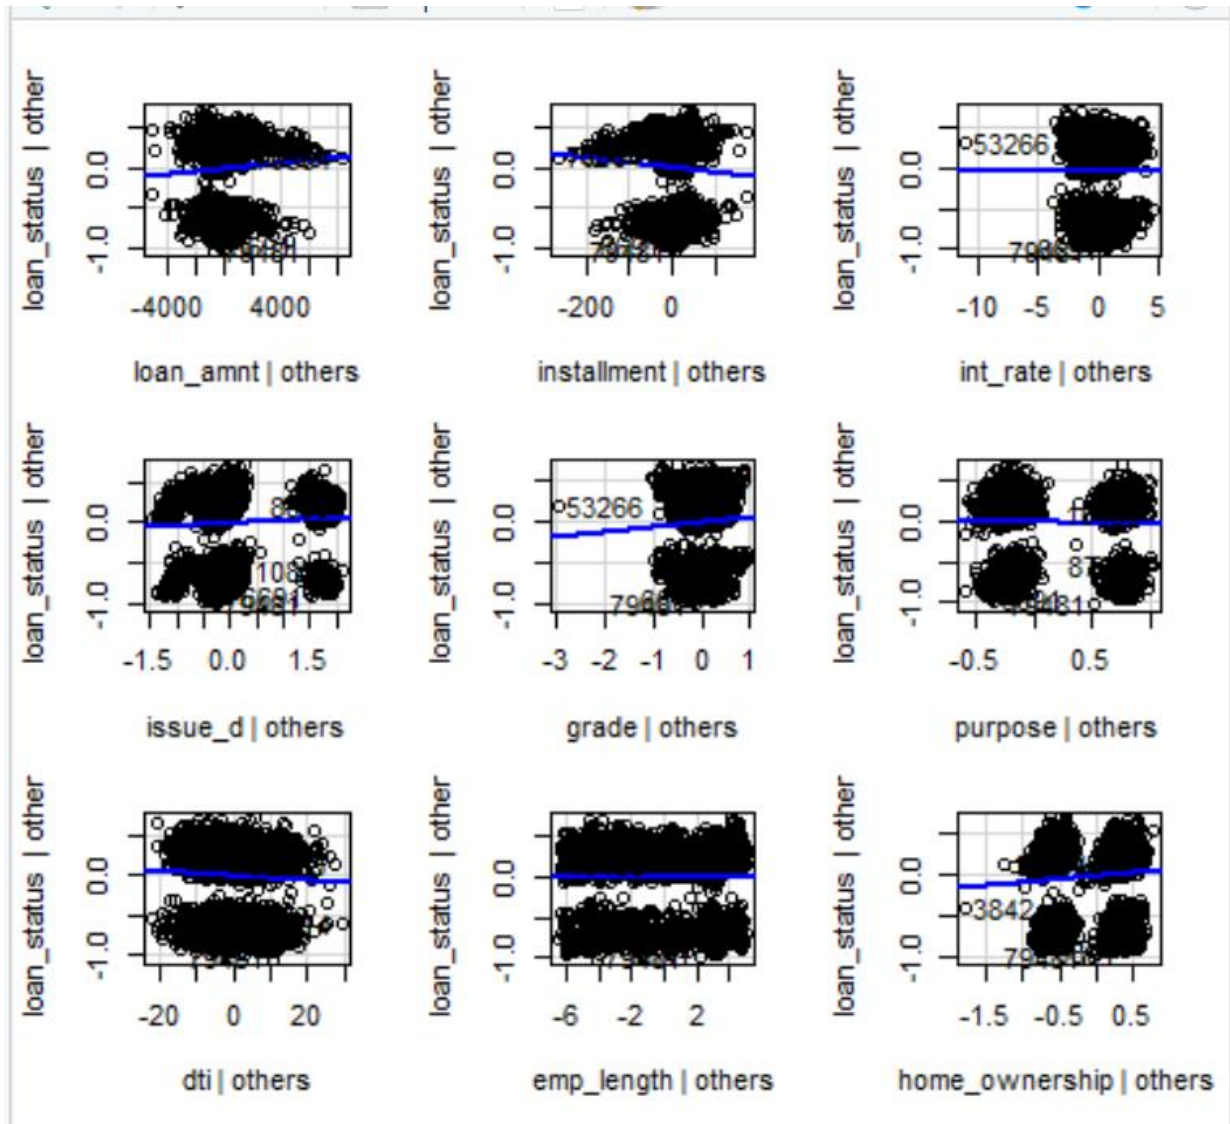 loan_status | other
0.0
-1.0
-4000 4000
loan_amnt | others
loan_status | other
0.0
-1.0
-200 0
installment | others
loan_status | other
0.0
-1.0
53266
-10 -5 0 5
int_rate | others
loan_status | other
0.0
-1.0
108
-1.5 0.0 1.5
issue_d | others
loan_status | other
0.0
-1.0
53266
-3 -2 -1 0 1
grade | others
loan_status | other
0.0
-1.0
-0.5 0.5
purpose | others
loan_status | other
0.0
-1.0
-20 0 20
dti | others
loan_status | other
0.0
-1.0
-6 -2 2
emp_length | others
loan_status | other
0.0
-1.0
3842
-1.5 -0.5 0.5
home_ownership | others